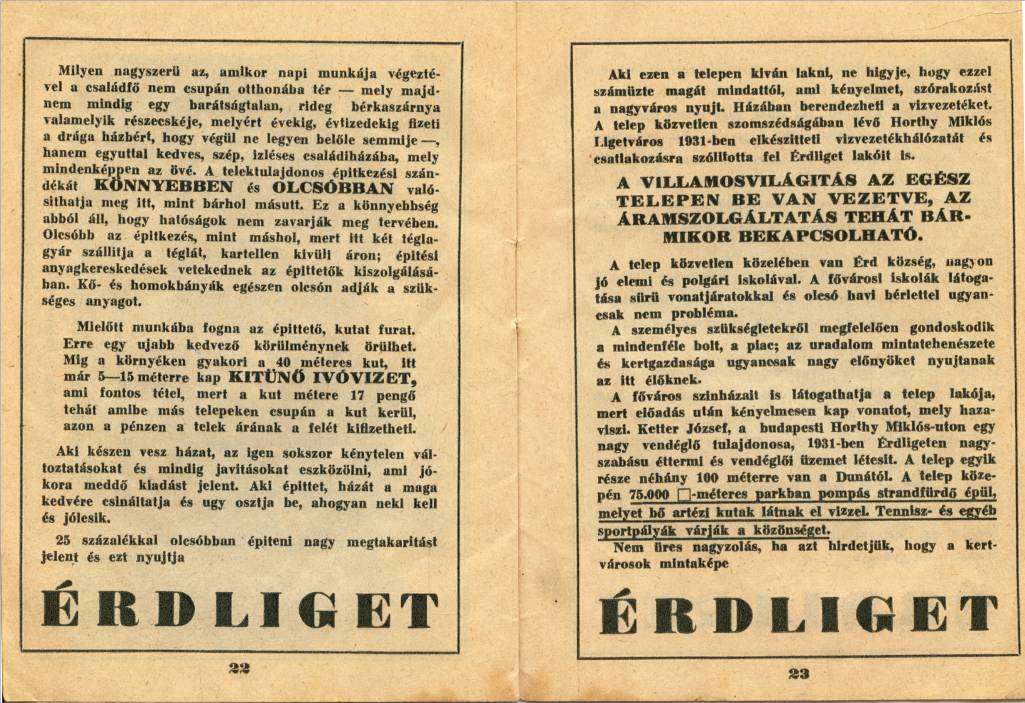 Milyen nagyszerü az, amikor napi munkája végezté-
vel a családfő nem csupán otthonába tér — mely majd-
nem mindig egy barátságtalan, rideg bérkaszárnya
valamelyik részecskéje, melyért évekig, évtizedekig fizeti
a drága házbért, hogy végül ne legyen belőle semmije —,
hanem egyuttal kedves, szép, izléses családiházába, mely
mindenképpen az övé. A telektulajdonos épitkezési szán-
dékát KÖNNYEBBEN és OLCSÓBBAN való-
sithatja meg itt, mint bárhol másutt. Ez a könnyebbség
abból áll, hogy hatóságok nem zavarják meg tervében.
Olcsóbb az épitkezés, mint máshol, mert itt két tégla-
gyár szállitja a téglát, kartellen kivüli áron; épitési
anyagkereskedések vetekednek az épittetők kiszolgálásá-
ban. Kő- és homokbányák egészen olcsón adják a szük-
séges anyagot.
Mielőtt munkába fogna az épittető, kutat furat.
Erre egy ujabb kedvező körülménynek örülhet.
Mig a környéken gyakori a 40 méteres kut, itt
már 5—15 méterre kap KITÜNŐ IVÓVIZET,
ami fontos tétel, mert a kut métere 17 pengő
tehát amibe más telepeken csupán a kut kerül,
azon a pénzen a telek árának a felét kifizetheti.
Aki készen vesz házat, az igen sokszor kénytelen vál-
toztatásokat és mindig javitásokat eszközölni, ami jó-
kora meddő kiadást jelent. Aki épittet, házát a maga
kedvére csináltatja és ugy osztja be, ahogyan neki kell
és jólesik.
25 százalékkal olcsóbban épiteni nagy megtakaritást
jelent és ezt nyujtja
ÉRDLIGET
22
Aki ezen a telepen kiván lakni, ne higyje, hogy ezzel
számüzte magát mindattól, ami kényelmet, szórakozást
a nagyváros nyujt. Házában berendezheti a vizvezetéket.
A telep közvetlen szomszédságában lévő Horthy Miklós
Ligetváros 1931-ben elkészitteti vizvezetékhálózatát és
csatlakozásra szólitotta fel Érdliget lakóit is.
A VILLAMOSVILÁGITÁS AZ EGÉSZ
TELEPEN BE VAN VEZETVE, AZ
ÁRAMSZOLGÁLTATÁS TEHÁT BÁR-
MIKOR BEKAPCSOLHATÓ.
A telep közvetlen közelében van Érd község, nagyon
jó elemi és polgári iskolával. A fővárosi iskolák látoga-
tása sürü vonatjáratokkal és olcsó havi bérlettel ugyan-
csak nem probléma.
A személyes szükségletekről megfelelően gondoskodik
a mindenféle bolt, a piac; az uradalom mintatehenészete
és kertgazdasága ugyancsak nagy előnyöket nyujtanak
az itt élőknek.
A főváros szinházait is látogathatja a telep lakója,
mert előadás után kényelmesen kap vonatot, mely haza-
viszi. Ketter József, a budapesti Horthy Miklós-uton egy
nagy vendéglő tulajdonosa, 1931-ben Érdligeten nagy-
szabásu éttermi és vendéglői üzemet létesit. A telep egyik
része néhány 100 méterre van a Dunától. A telep köze-
pén 75.000 □-méteres parkban pompás strandfürdő épül,
melyet bő artézi kutak látnak el vizzel. Tennisz- és egyéb
sportpályák várják a közönséget.
Nem üres nagyzolás, ha azt hirdetjük, hogy a kert-
városok mintaképe
ÉRDLIGET
23